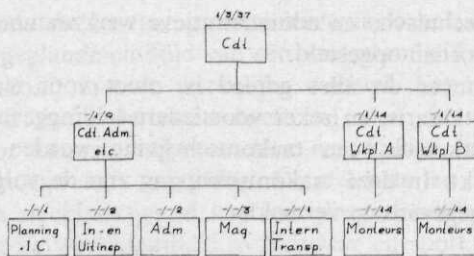 1/3/37
Cdt.
-/1/9
Cdt. Adm.
etc.
-/1/14
Cdt.
Wkpl A
-/1/14
Cdt.
Wkpl B
-/-/1
Planning
.I.C
-/-/2
In- en
Uitinsp.
-/-/2
Adm.
-/-/3
Mag.
-/-/1
Intern
Transp.
-/-/14
Monteurs
-/-/14
Monteurs